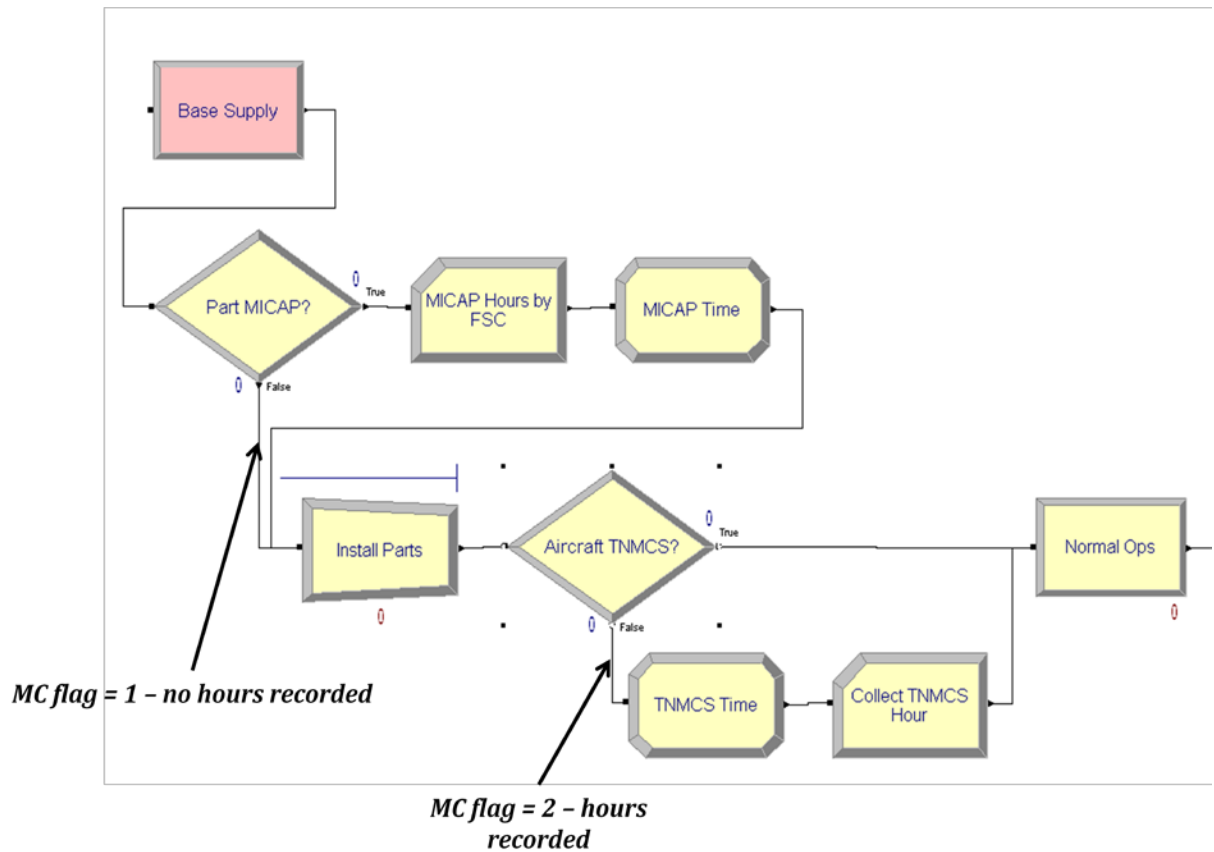 Base Supply
Part MICAP?
0
True
0
False
MICAP Hours by
FSC
MICAP Time
Install Parts
0
Aircraft TNMCS?
0
True
0
False
Normal Ops
0
TNMCS Time
Collect TNMCS
Hour
MC flag = 1 – no hours recorded
MC flag = 2 – hours
recorded